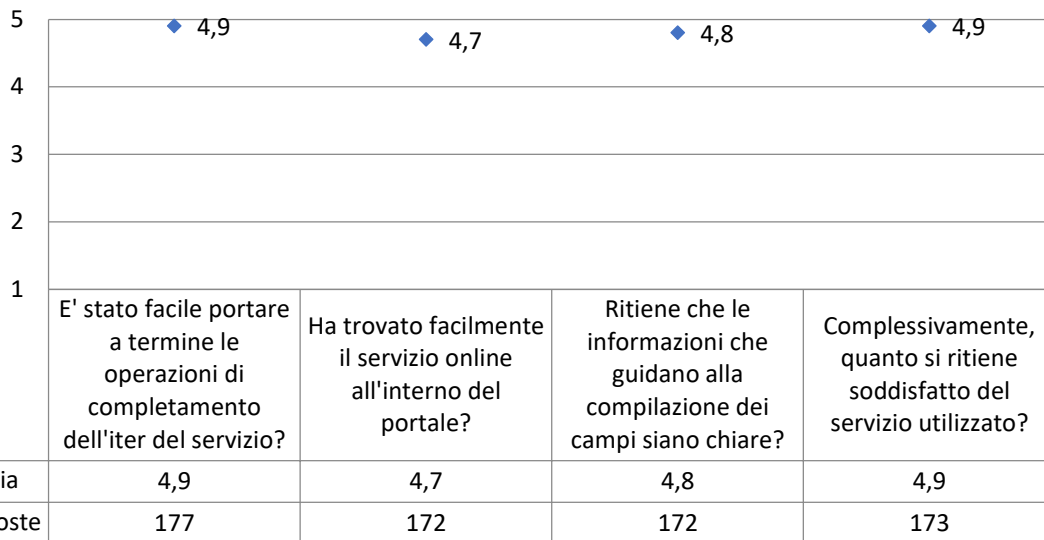 5
4,9
4,7
4,8
4,9
4
3
2
1
E' stato facile portare
a termine le
operazioni di
completamento
dell'iter del servizio?
Ha trovato facilmente
il servizio online
all'interno del
portale?
Ritiene che le
informazioni che
guidano alla
compilazione dei
campi siano chiare?
Complessivamente,
quanto si ritiene
soddisfatto del
servizio utilizzato?
ia 4,9 4,7 4,8 4,9
oste 177 172 172 173